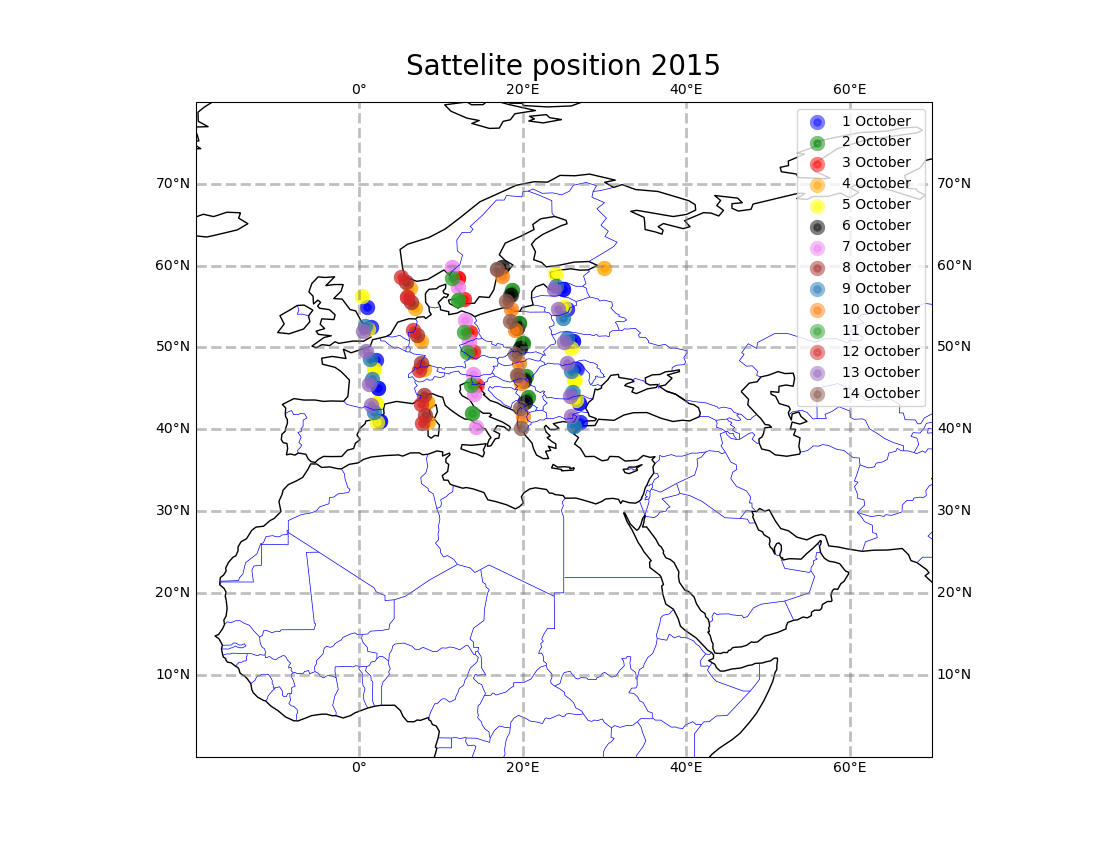 Sattelite position 2015
0° 20°E 40°E 60°E
1 October
2 October
3 October
70°N 4 October 70°N
5 October
6 October
7 October
60°N 8 October 60°N
9 October
10 October
11 October
50°N 12 October 50°N
13 October
14 October
40°N 40°N
30°N 30°N
20°N 20°N
10°N 10°N
0° 20°E 40°E 60°E